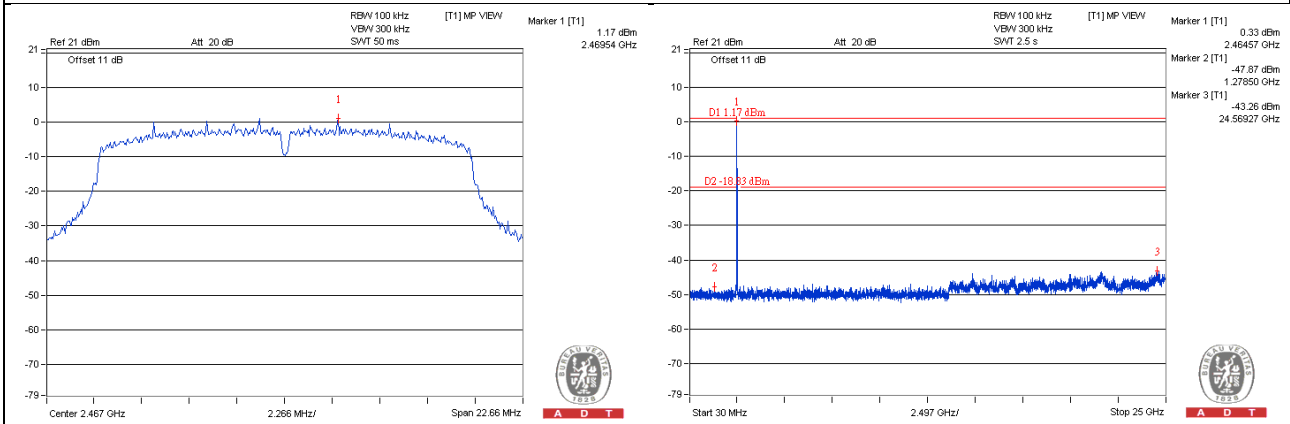 RBW 100 kHz [T1] MP VIEW
VBW 300 kHz
Ref 21 dBm Att 20 dB SWT 50 ms
Marker 1 [T1]
1.17 dBm
2.46954 GHz
21
Offset 11 dB
10
0
-10
-20
-30
-40
-50
-60
-70
-79
1
Center 2.467 GHz 2.266 MHz/ Span 22.66 MHz
BUREAU VERITAS
1828
A D T
RBW 100 kHz [T1] MP VIEW
VBW 300 kHz
Ref 21 dBm Att 20 dB SWT 2.5 s
Marker 1 [T1]
0.33 dBm
2.46457 GHz
Marker 2 [T1]
-47.87 dBm
1.27850 GHz
Marker 3 [T1]
-43.26 dBm
24.56927 GHz
21
Offset 11 dB
10
0
-10
-20
-30
-40
-50
-60
-70
-79
1
D1 1.17 dBm
D2 -18.83 dBm
2
3
Start 30 MHz 2.497 GHz/ Stop 25 GHz
BUREAU VERITAS
1828
A D T